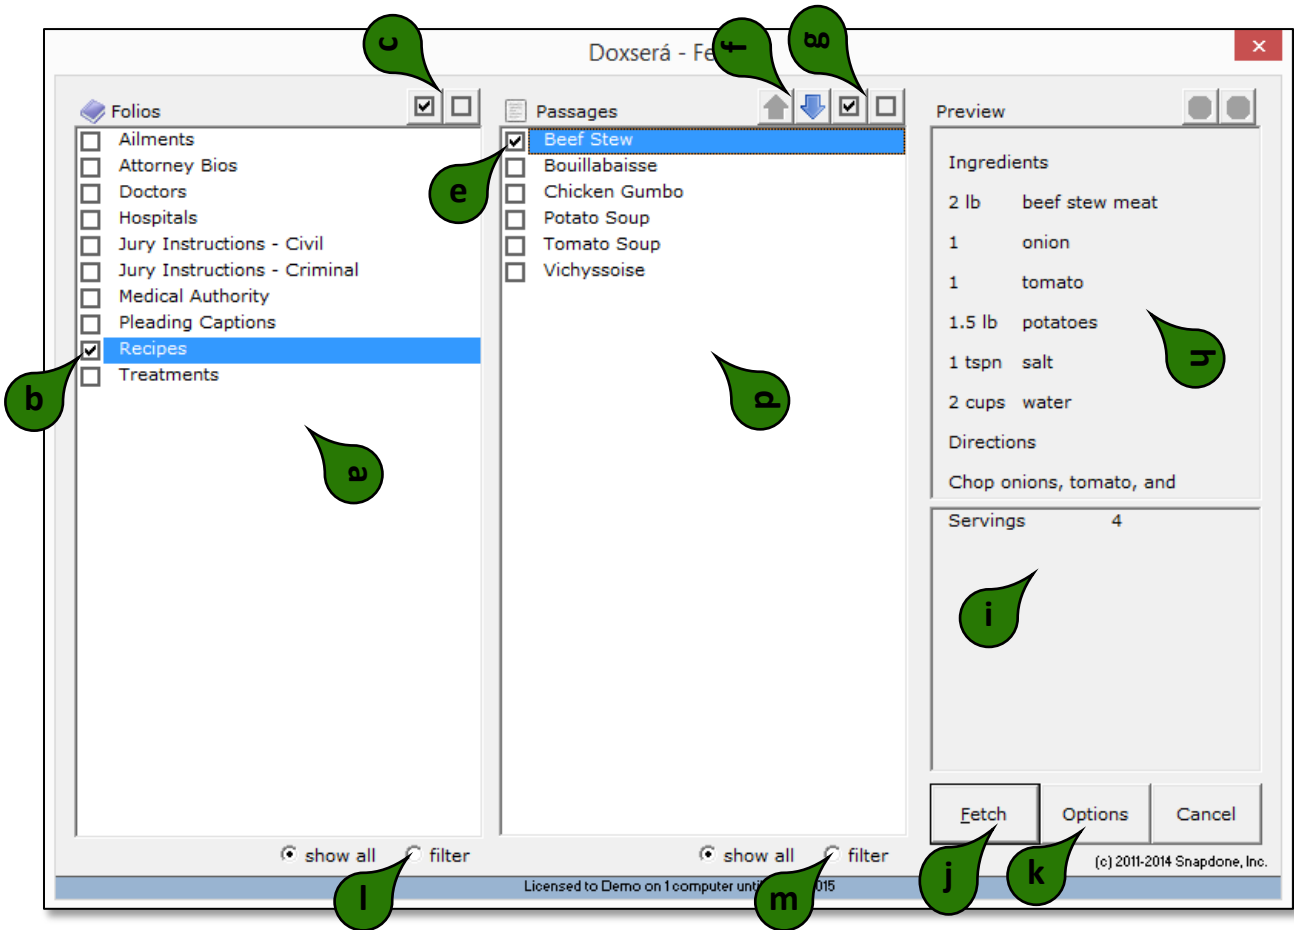 c
f
g
Doxserá - Fe
×
Folios
Passages
Preview
Ailments
Attorney Bios
Doctors
Hospitals
Jury Instructions - Civil
Jury Instructions - Criminal
Medical Authority
Pleading Captions
Recipes
Treatments
b
a
Beef Stew
Bouillabaisse
Chicken Gumbo
Potato Soup
Tomato Soup
Vichyssoise
e
d
Ingredients
2 lb beef stew meat
1 onion
1 tomato
1.5 lb potatoes
1 tspn salt
2 cups water
Directions
Chop onions, tomato, and
h
Servings 4
i
Fetch Options Cancel
show all filter
show all filter
j
k
(c) 2011-2014 Snapdone, Inc.
l
m
Licensed to Demo on 1 computer unti 015